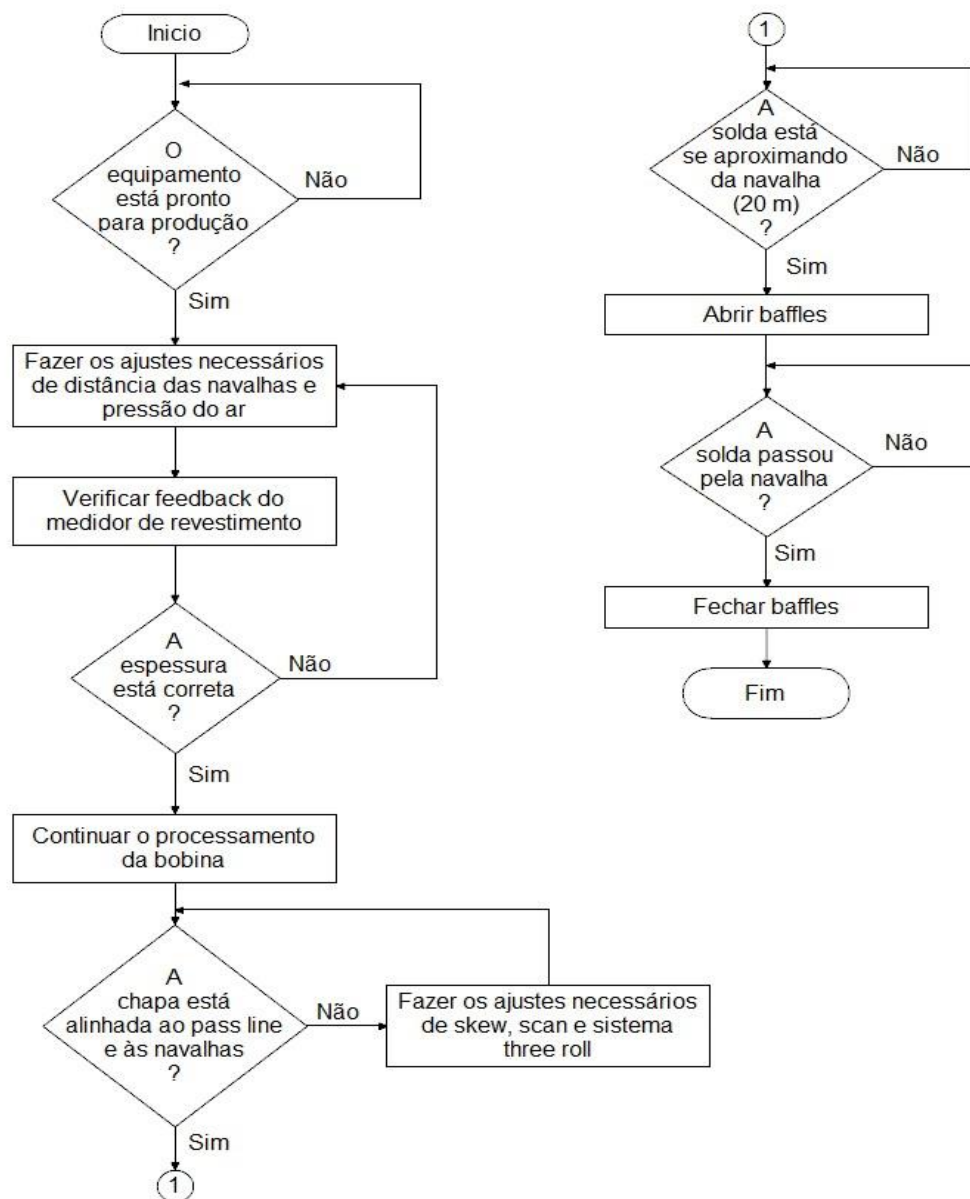 Inicio
O
equipamento
está pronto
para produção
?
Não
Sim
Fazer os ajustes necessários
de distância das navalhas e
pressão do ar
Verificar feedback do
medidor de revestimento
A
espessura
está correta
?
Não
Sim
Continuar o processamento
da bobina
A
chapa está
alinhada ao pass line
e às navalhas
?
Não
Fazer os ajustes necessários
de skew, scan e sistema
three roll
Sim
1
1
A
solda está
se aproximando
da navalha
(20 m)
?
Não
Sim
Abrir baffles
A
solda passou
pela navalha
?
Não
Sim
Fechar baffles
Fim